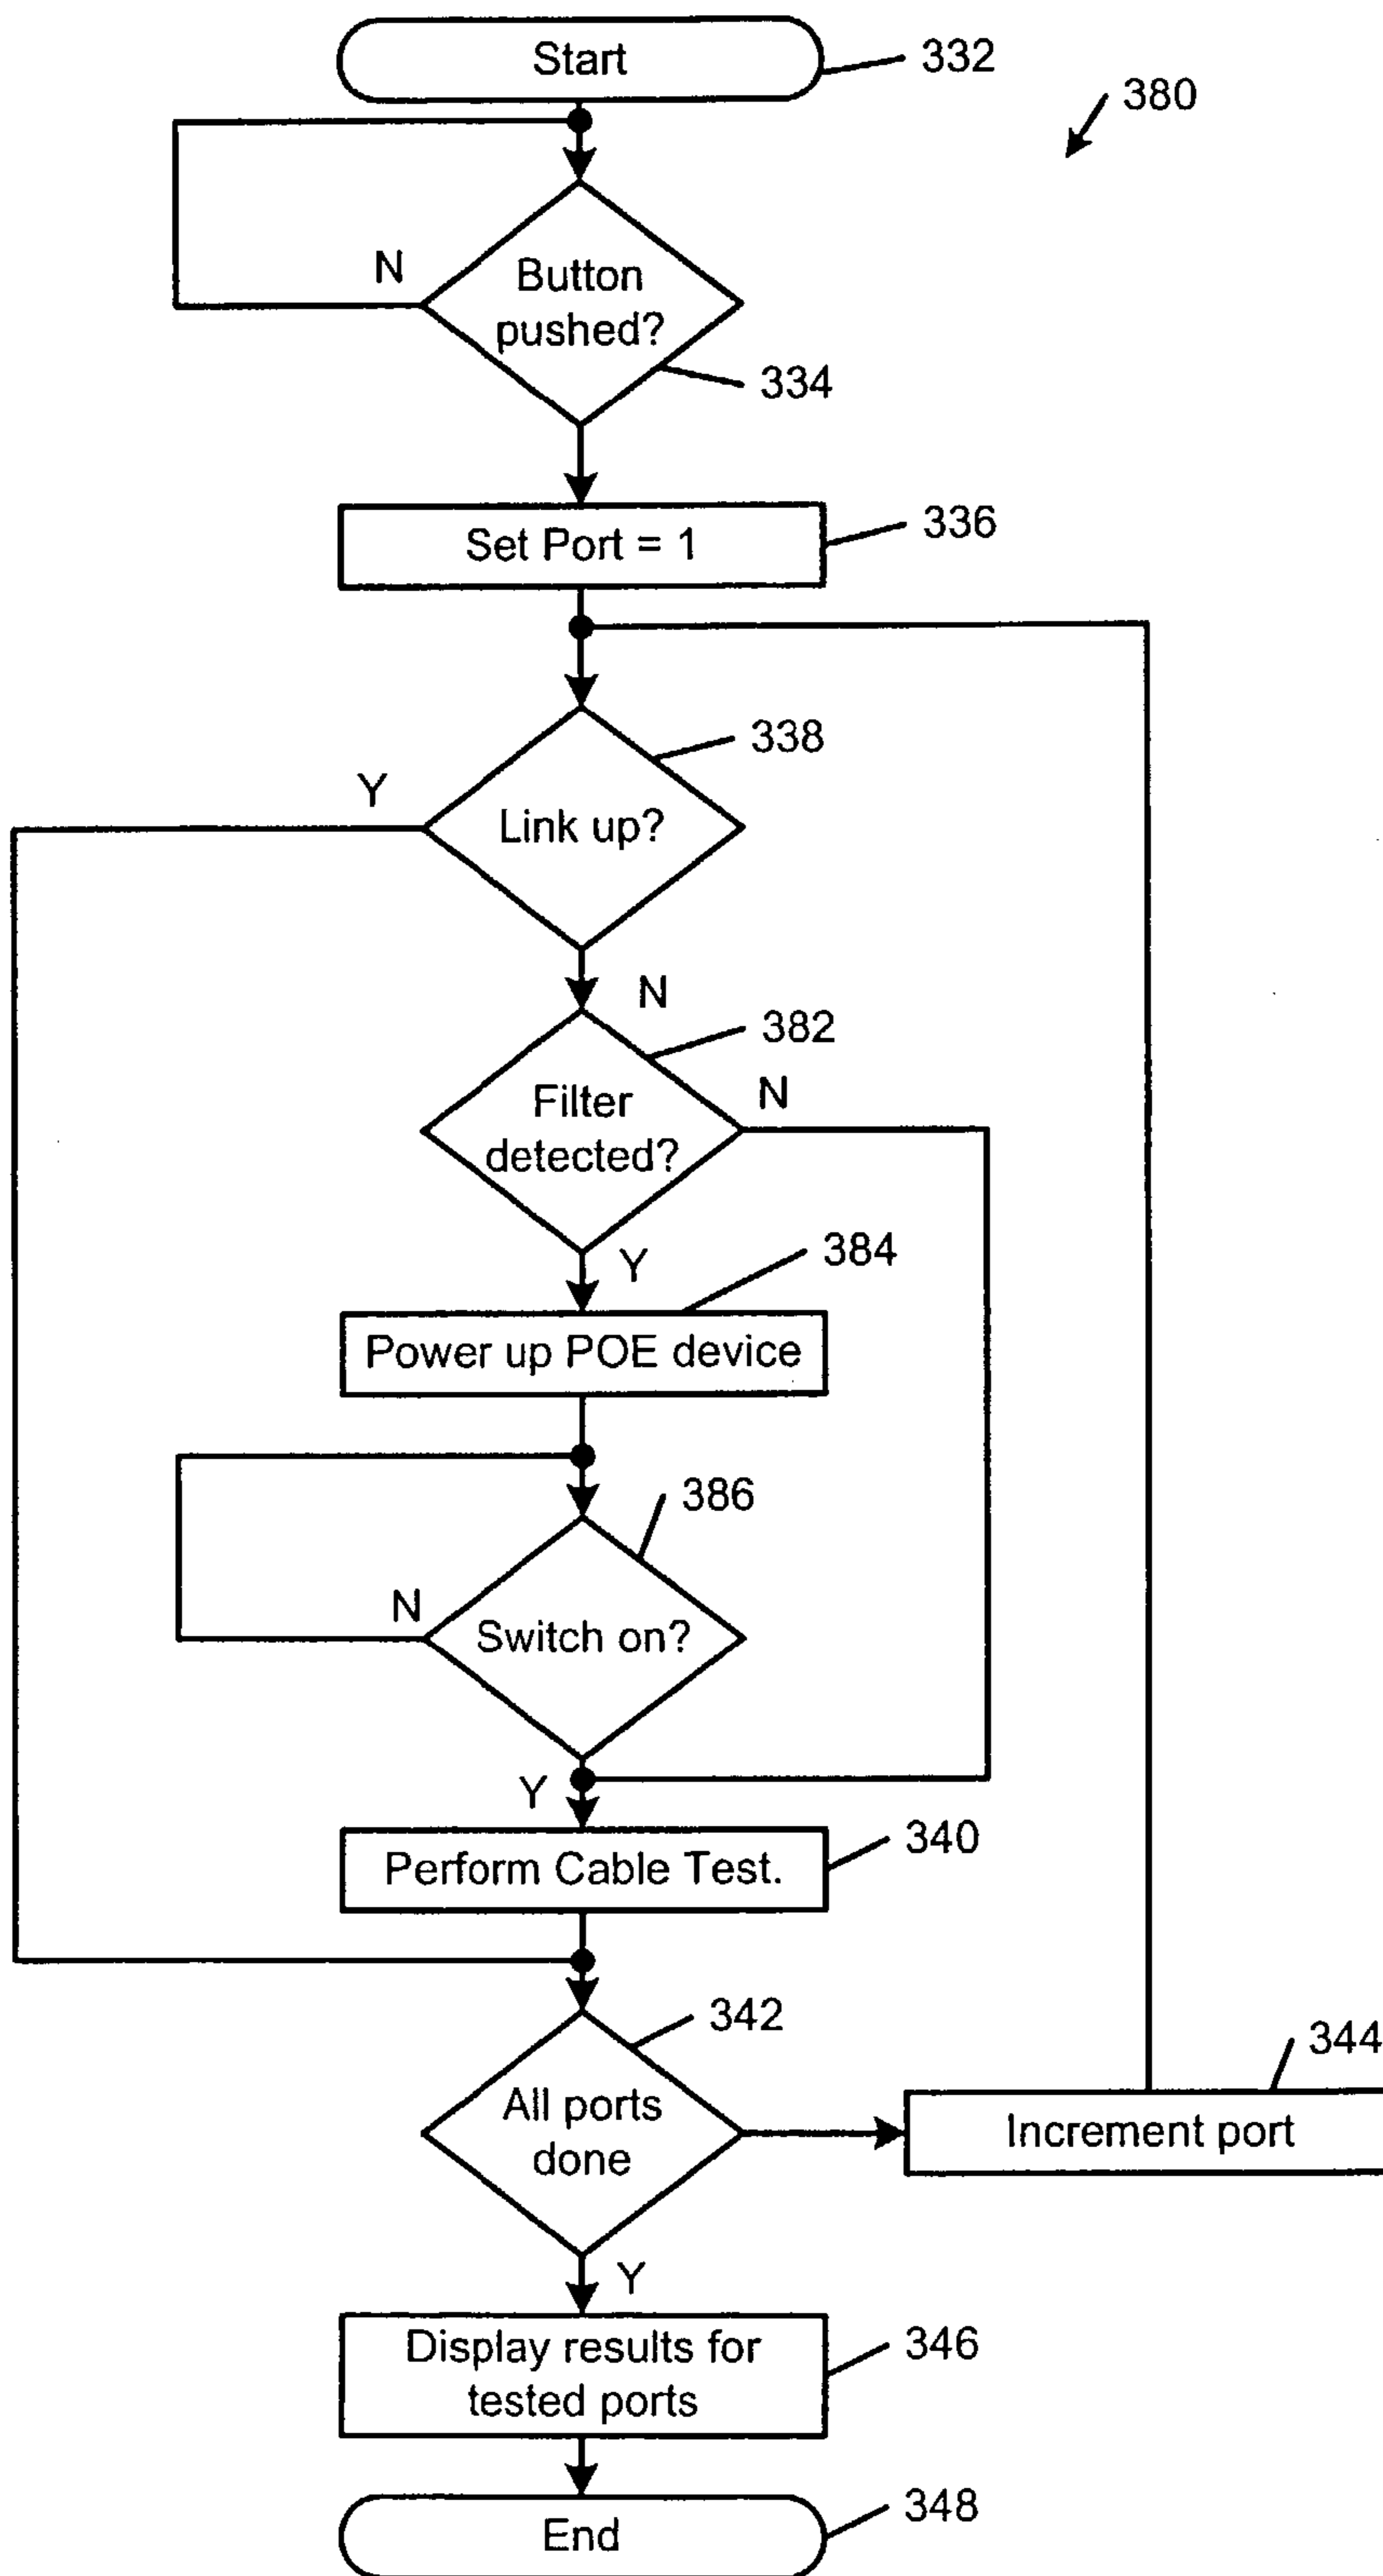 Start
332
380
N
Button
pushed?
334
Set Port = 1
336
338
Y
Link up?
N
382
Filter
detected?
N
Y
384
Power up POE device
386
N
Switch on?
Y
340
Perform Cable Test.
342
344
All ports
done
Increment port
Y
Display results for
tested ports
346
End
348